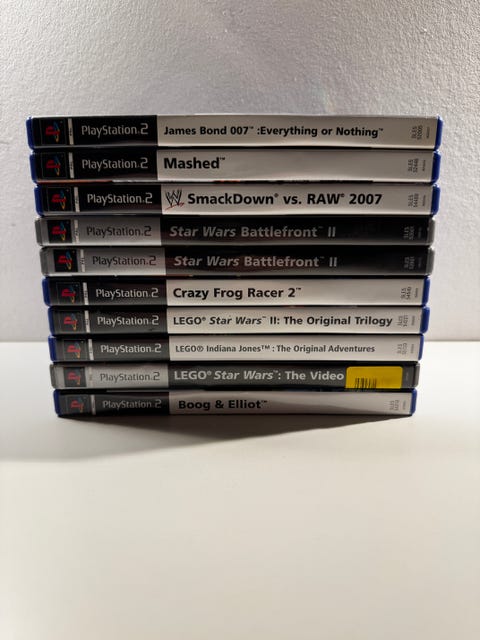 PlayStation.2 James Bond 007™ :Everything or Nothing™
PlayStation.2 Mashed™
PlayStation.2 W SmackDown® vs. RAW® 2007
PlayStation.2 Star Wars Battlefront™ II
PlayStation.2 Star Wars Battlefront™ II
PlayStation.2 Crazy Frog Racer 2™
PlayStation.2 LEGO® Star Wars™ II: The Original Trilogy
PlayStation.2 LEGO® Indiana Jones™ : The Original Adventures
PlayStation.2 LEGO® Star Wars™: The Video
PlayStation.2 Boog & Elliot™